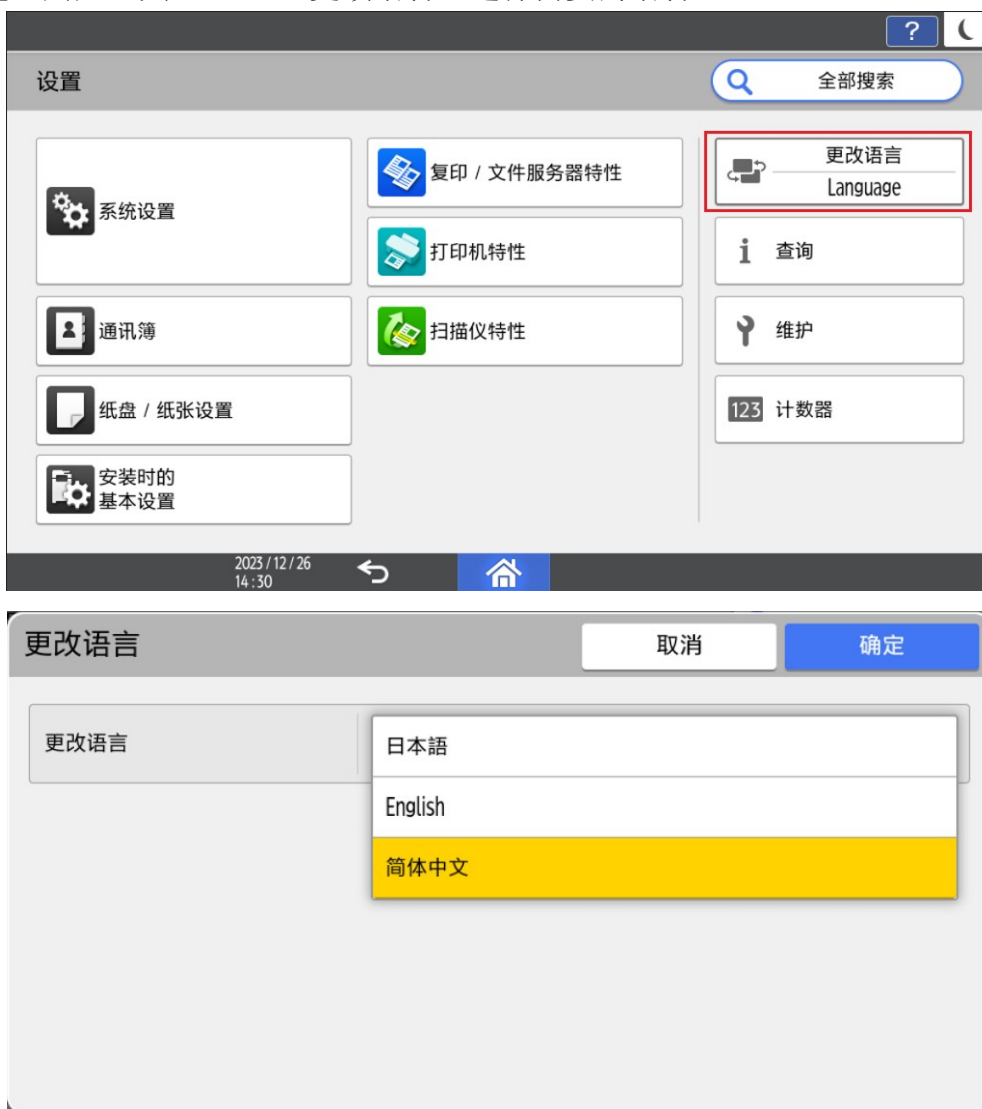 ?
设置
全部搜索
系统设置
复印 / 文件服务器特性
更改语言
Language
打印机特性
i 查询
通讯簿
扫描仪特性
维护
纸盘 / 纸张设置
123 计数器
安装时的
基本设置
2023 / 12 / 26
14 : 30
更改语言
取消
确定
更改语言
日本語
English
简体中文